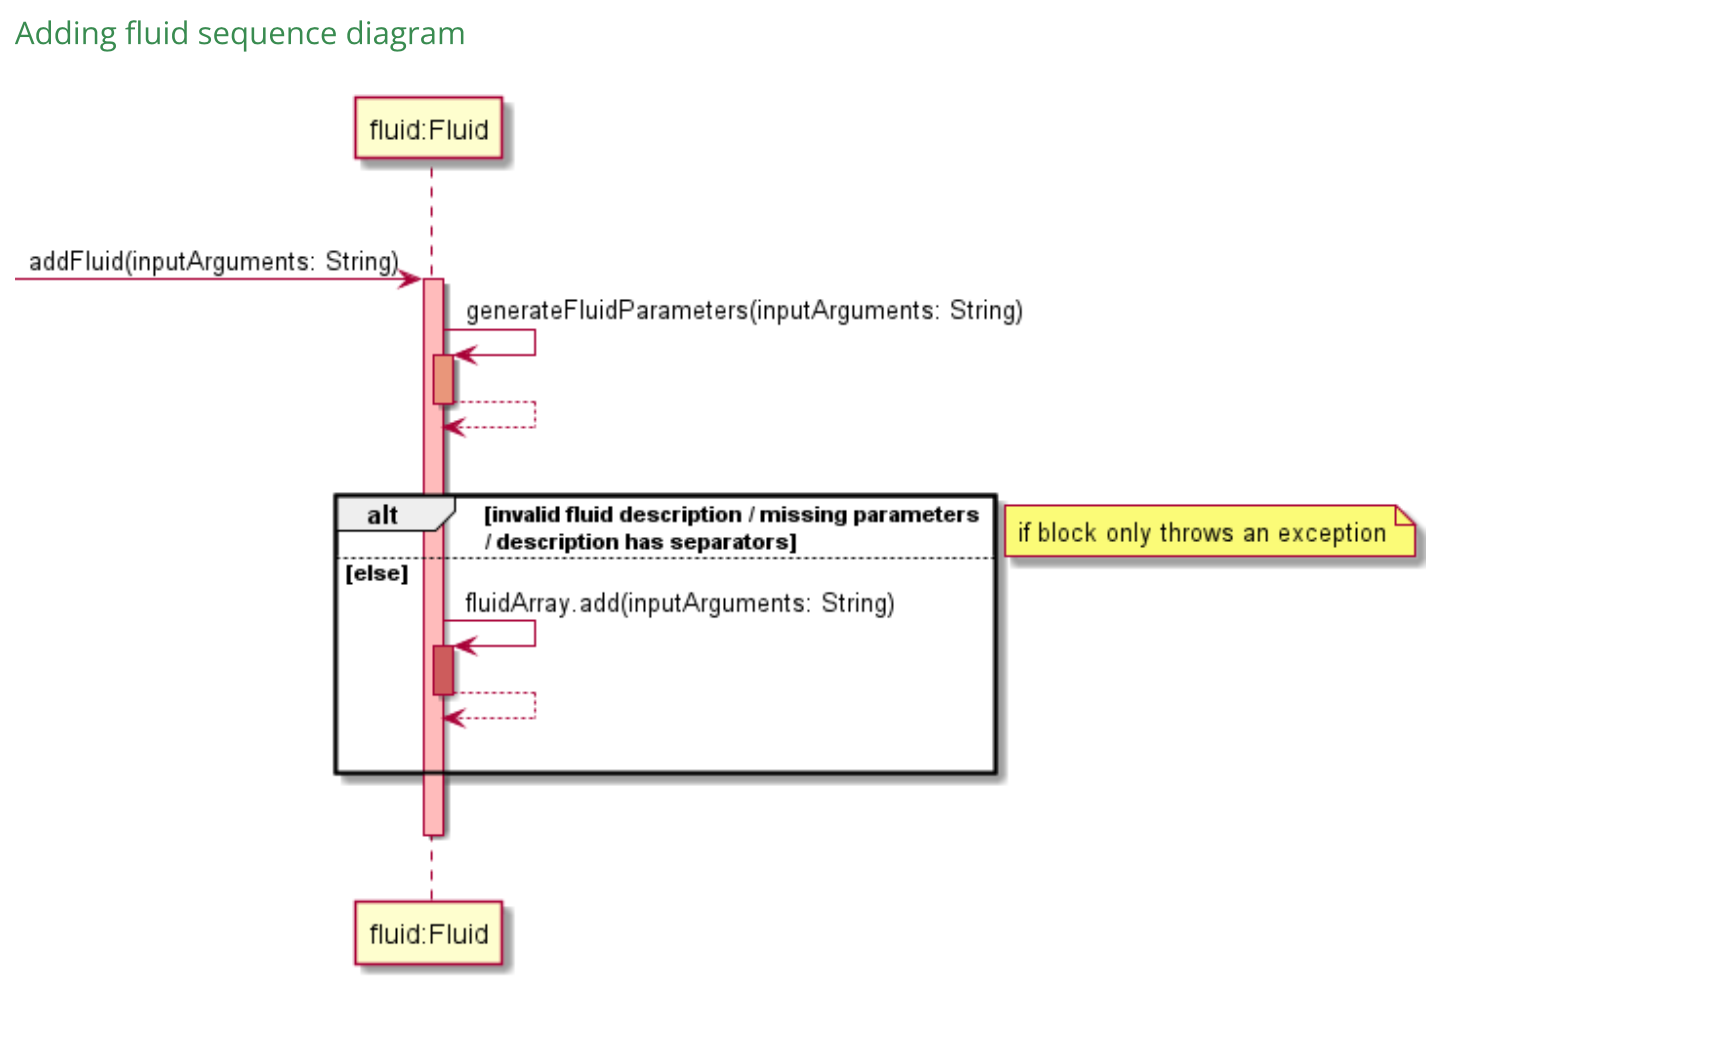 Adding fluid sequence diagram
fluid:Fluid
addFluid(inputArguments: String)
generateFluidParameters(inputArguments: String)
alt
[invalid fluid description / missing parameters
/ description has separators]
if block only throws an exception
[else]
fluidArray.add(inputArguments: String)
fluid:Fluid